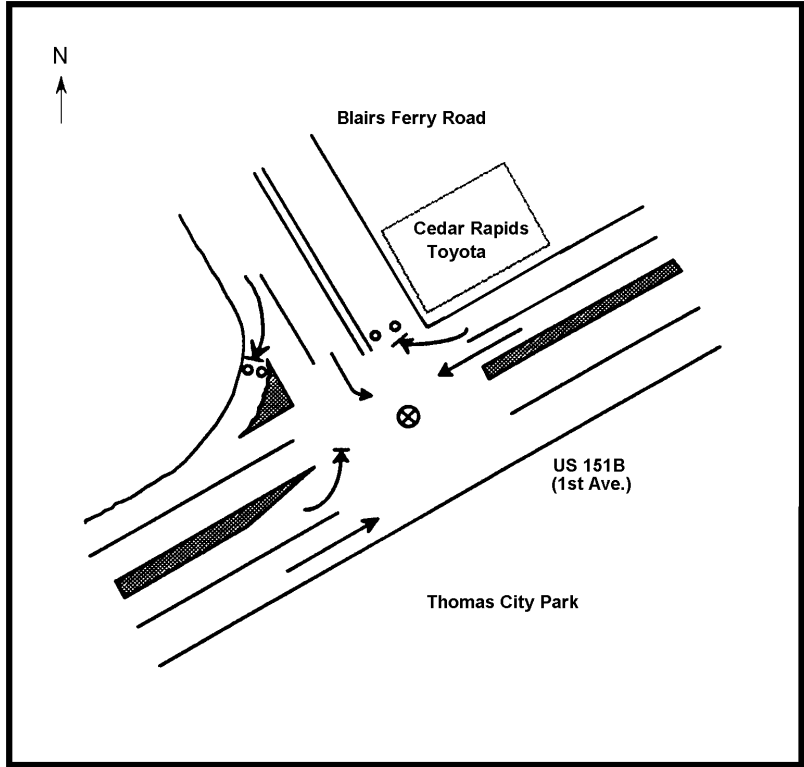 N
Blairs Ferry Road
Cedar Rapids
Toyota
US 151B
(1st Ave.)
Thomas City Park